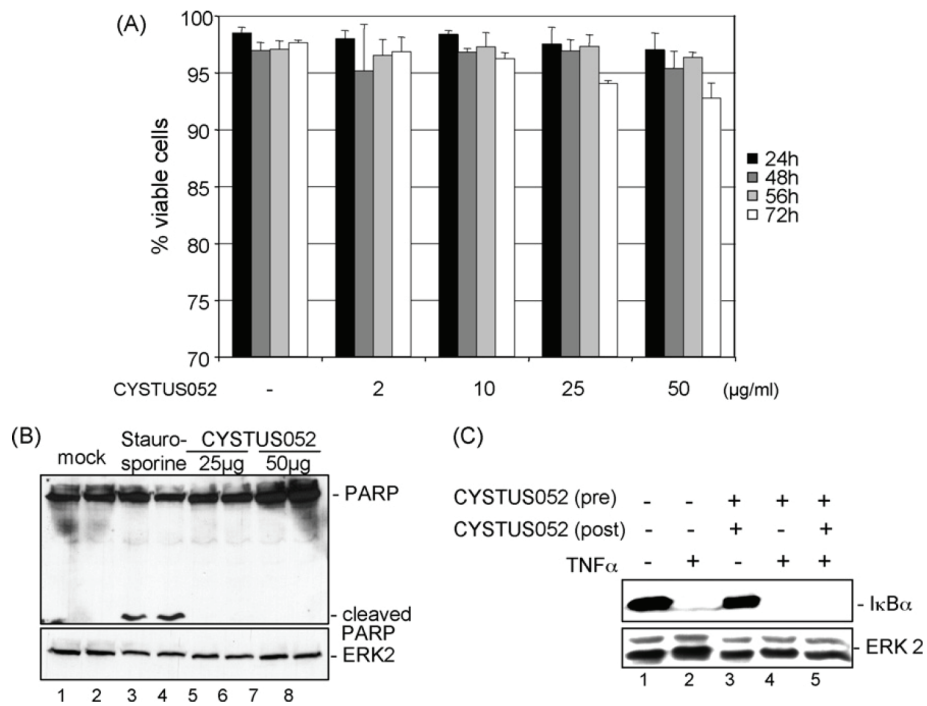 (A)
100
95
90
85
80
75
70
% viable cells
24h
48h
56h
72h
CYSTUS052 - 2 10 25 50 (µg/ml)
(B)
mock Stauro-sporine CYSTUS052
25µg 50µg
- PARP
- cleaved
PARP
- ERK2
1 2 3 4 5 6 7 8
(C)
CYSTUS052 (pre) - - + + +
CYSTUS052 (post) - - + - +
TNFα - + - + +
- IκBα
- ERK 2
1 2 3 4 5